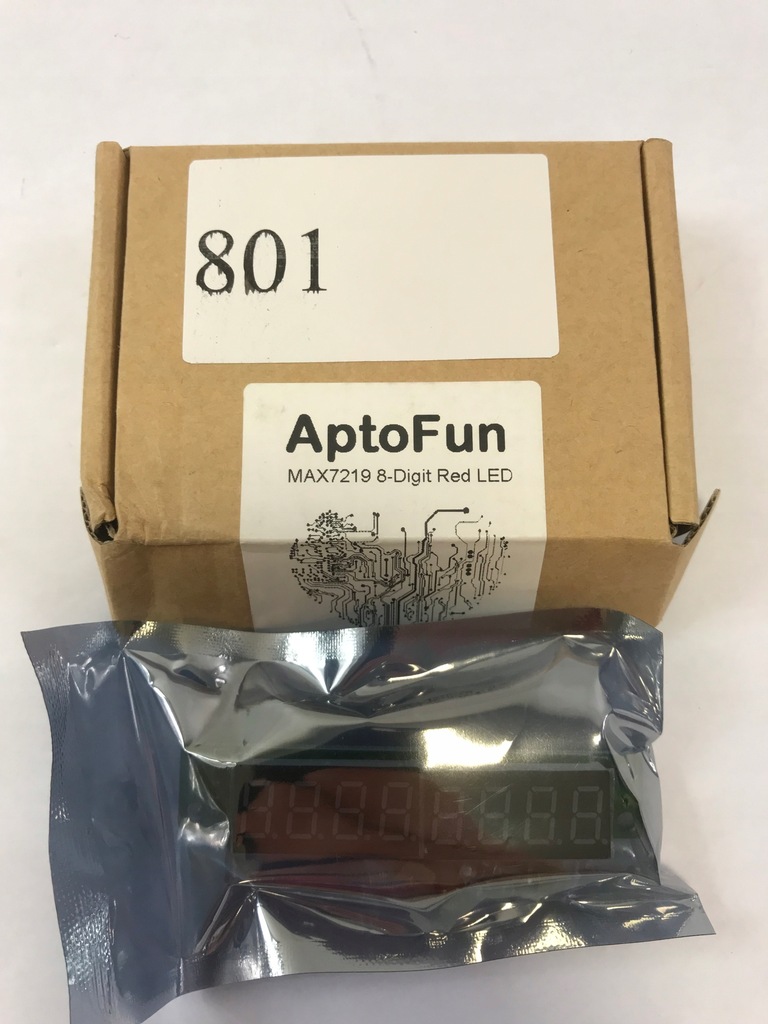 801
AptoFun
MAX7219 8-Digit Red LED